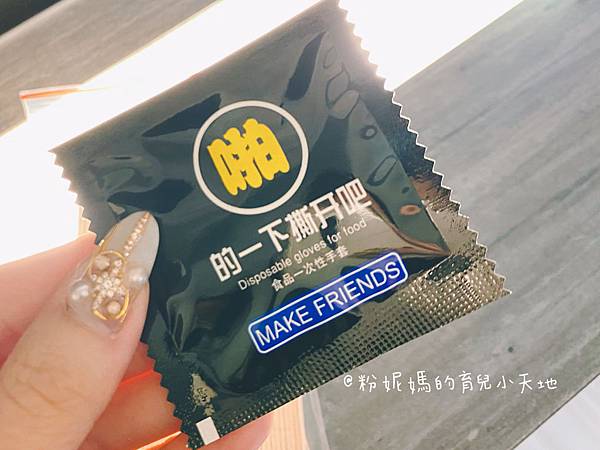 啪
的一下撕开吧
Disposable gloves for food
食品一次性手套
MAKE FRIENDS
@粉妮媽的育兒小天地